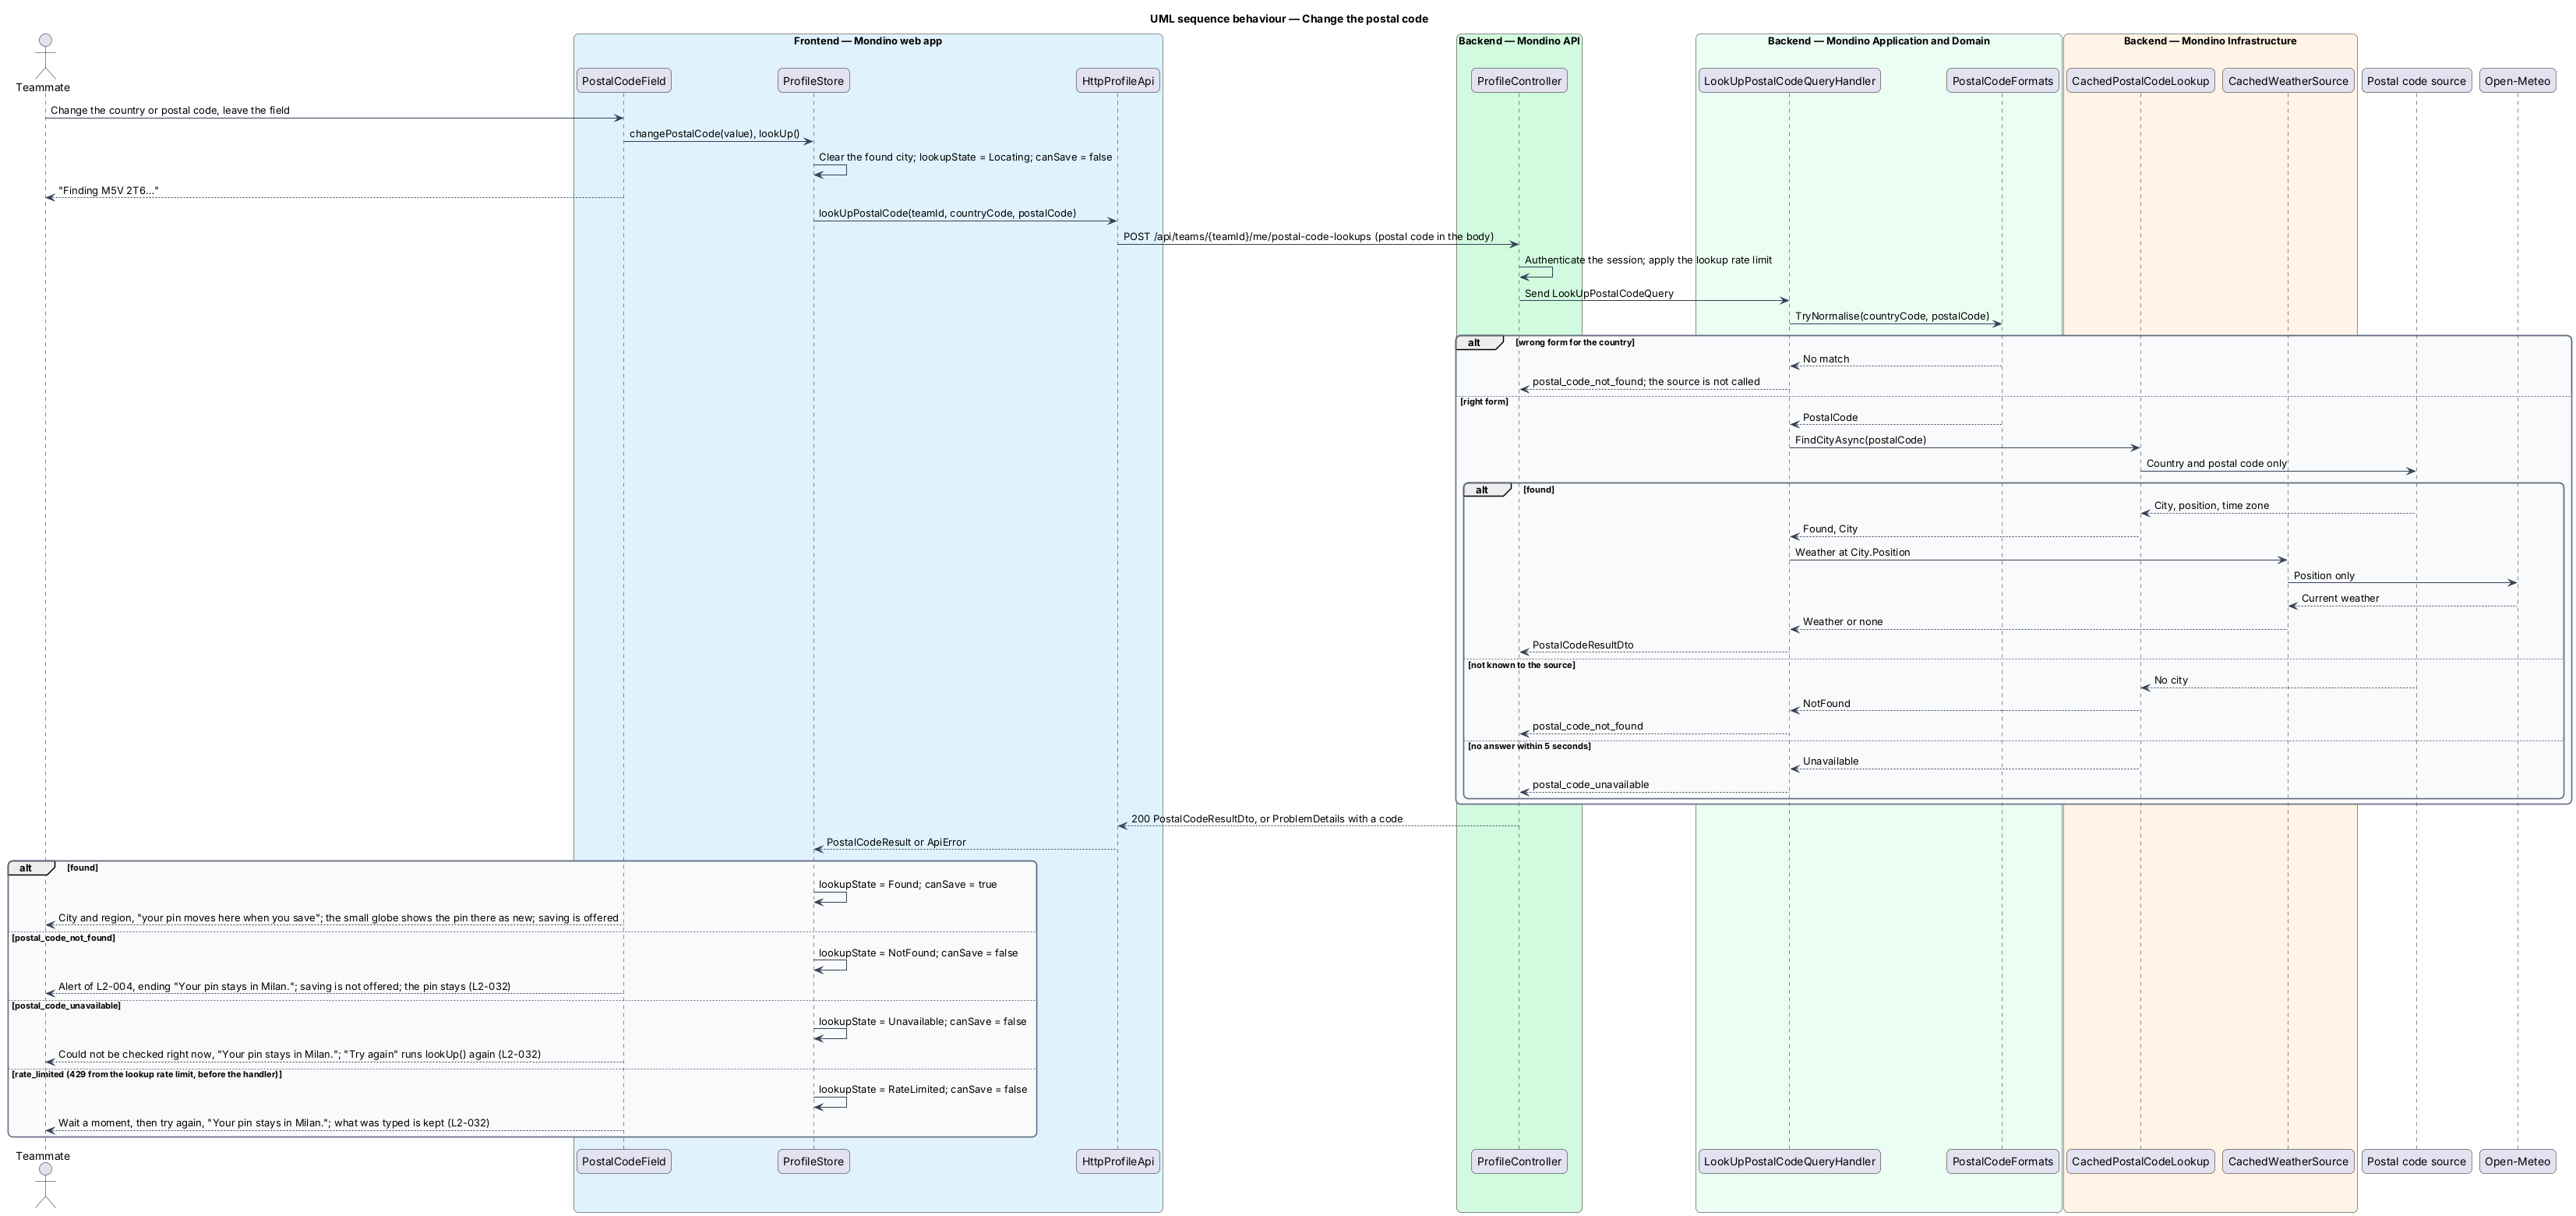 UML sequence behaviour — Change the postal code
Frontend — Mondino web app
Backend — Mondino API
Backend — Mondino Application and Domain
Backend — Mondino Infrastructure
Teammate
PostalCodeField
ProfileStore
HttpProfileApi
ProfileController
LookUpPostalCodeQueryHandler
PostalCodeFormats
CachedPostalCodeLookup
CachedWeatherSource
Postal code source
Open-Meteo
Change the country or postal code, leave the field
changePostalCode(value), lookUp()
Clear the found city; lookupState = Locating; canSave = false
"Finding M5V 2T6..."
lookUpPostalCode(teamId, countryCode, postalCode)
POST /api/teams/{teamId}/me/postal-code-lookups (postal code in the body)
Authenticate the session; apply the lookup rate limit
Send LookUpPostalCodeQuery
TryNormalise(countryCode, postalCode)
alt [wrong form for the country]
No match
postal_code_not_found; the source is not called
[right form]
PostalCode
FindCityAsync(postalCode)
Country and postal code only
alt [found]
City, position, time zone
Found, City
Weather at City.Position
Position only
Current weather
Weather or none
PostalCodeResultDto
[not known to the source]
No city
NotFound
postal_code_not_found
[no answer within 5 seconds]
Unavailable
postal_code_unavailable
200 PostalCodeResultDto, or ProblemDetails with a code
PostalCodeResult or ApiError
alt [found]
lookupState = Found; canSave = true
City and region, "your pin moves here when you save"; the small globe shows the pin there as new; saving is offered
[postal_code_not_found]
lookupState = NotFound; canSave = false
Alert of L2-004, ending "Your pin stays in Milan."; saving is not offered; the pin stays (L2-032)
[postal_code_unavailable]
lookupState = Unavailable; canSave = false
Could not be checked right now, "Your pin stays in Milan."; "Try again" runs lookUp() again (L2-032)
[rate_limited (429 from the lookup rate limit, before the handler)]
lookupState = RateLimited; canSave = false
Wait a moment, then try again, "Your pin stays in Milan."; what was typed is kept (L2-032)
Teammate
PostalCodeField
ProfileStore
HttpProfileApi
ProfileController
LookUpPostalCodeQueryHandler
PostalCodeFormats
CachedPostalCodeLookup
CachedWeatherSource
Postal code source
Open-Meteo